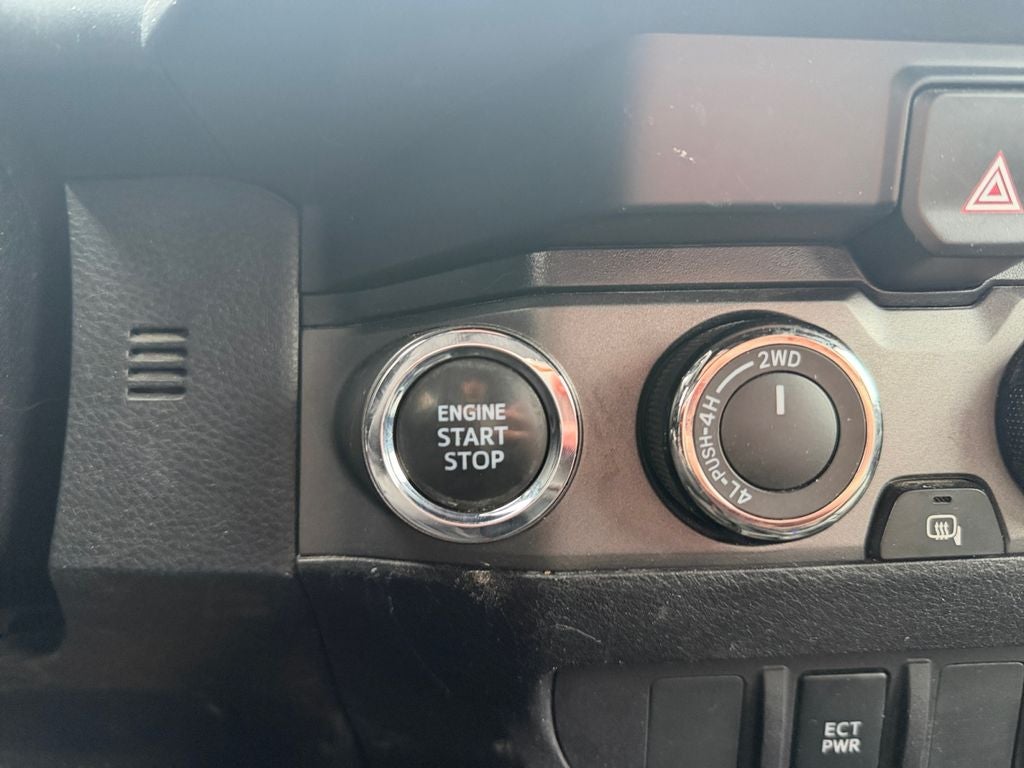 ENGINE
START
STOP
2WD
4L-PUSH-4H
ECT
PWR